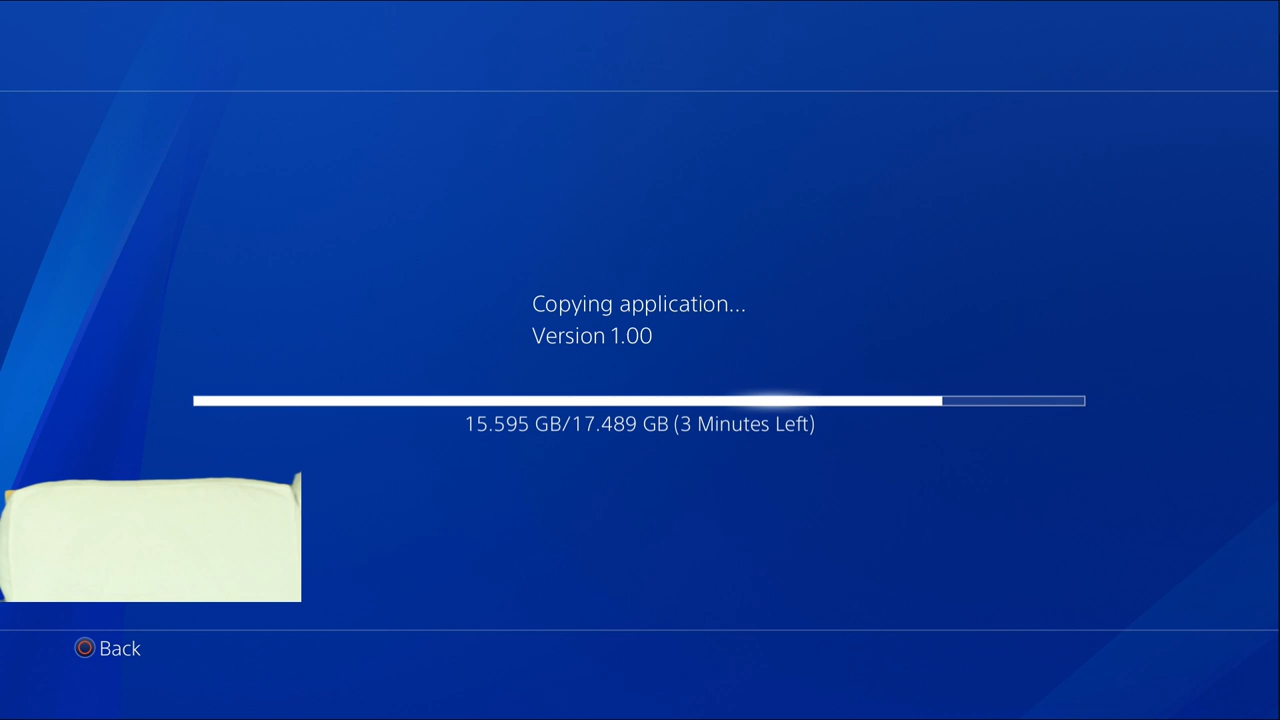 Copying application...
Version 1.00
15.595 GB/17.489 GB (3 Minutes Left)
Back